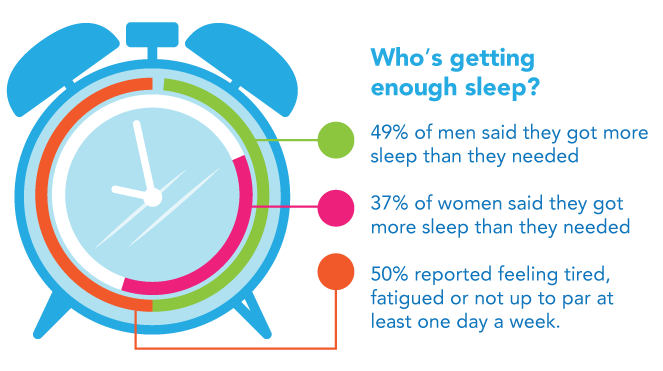 Who's getting
enough sleep?
49% of men said they got more
sleep than they needed
37% of women said they got
more sleep than they needed
50% reported feeling tired,
fatigued or not up to par at
least one day a week.